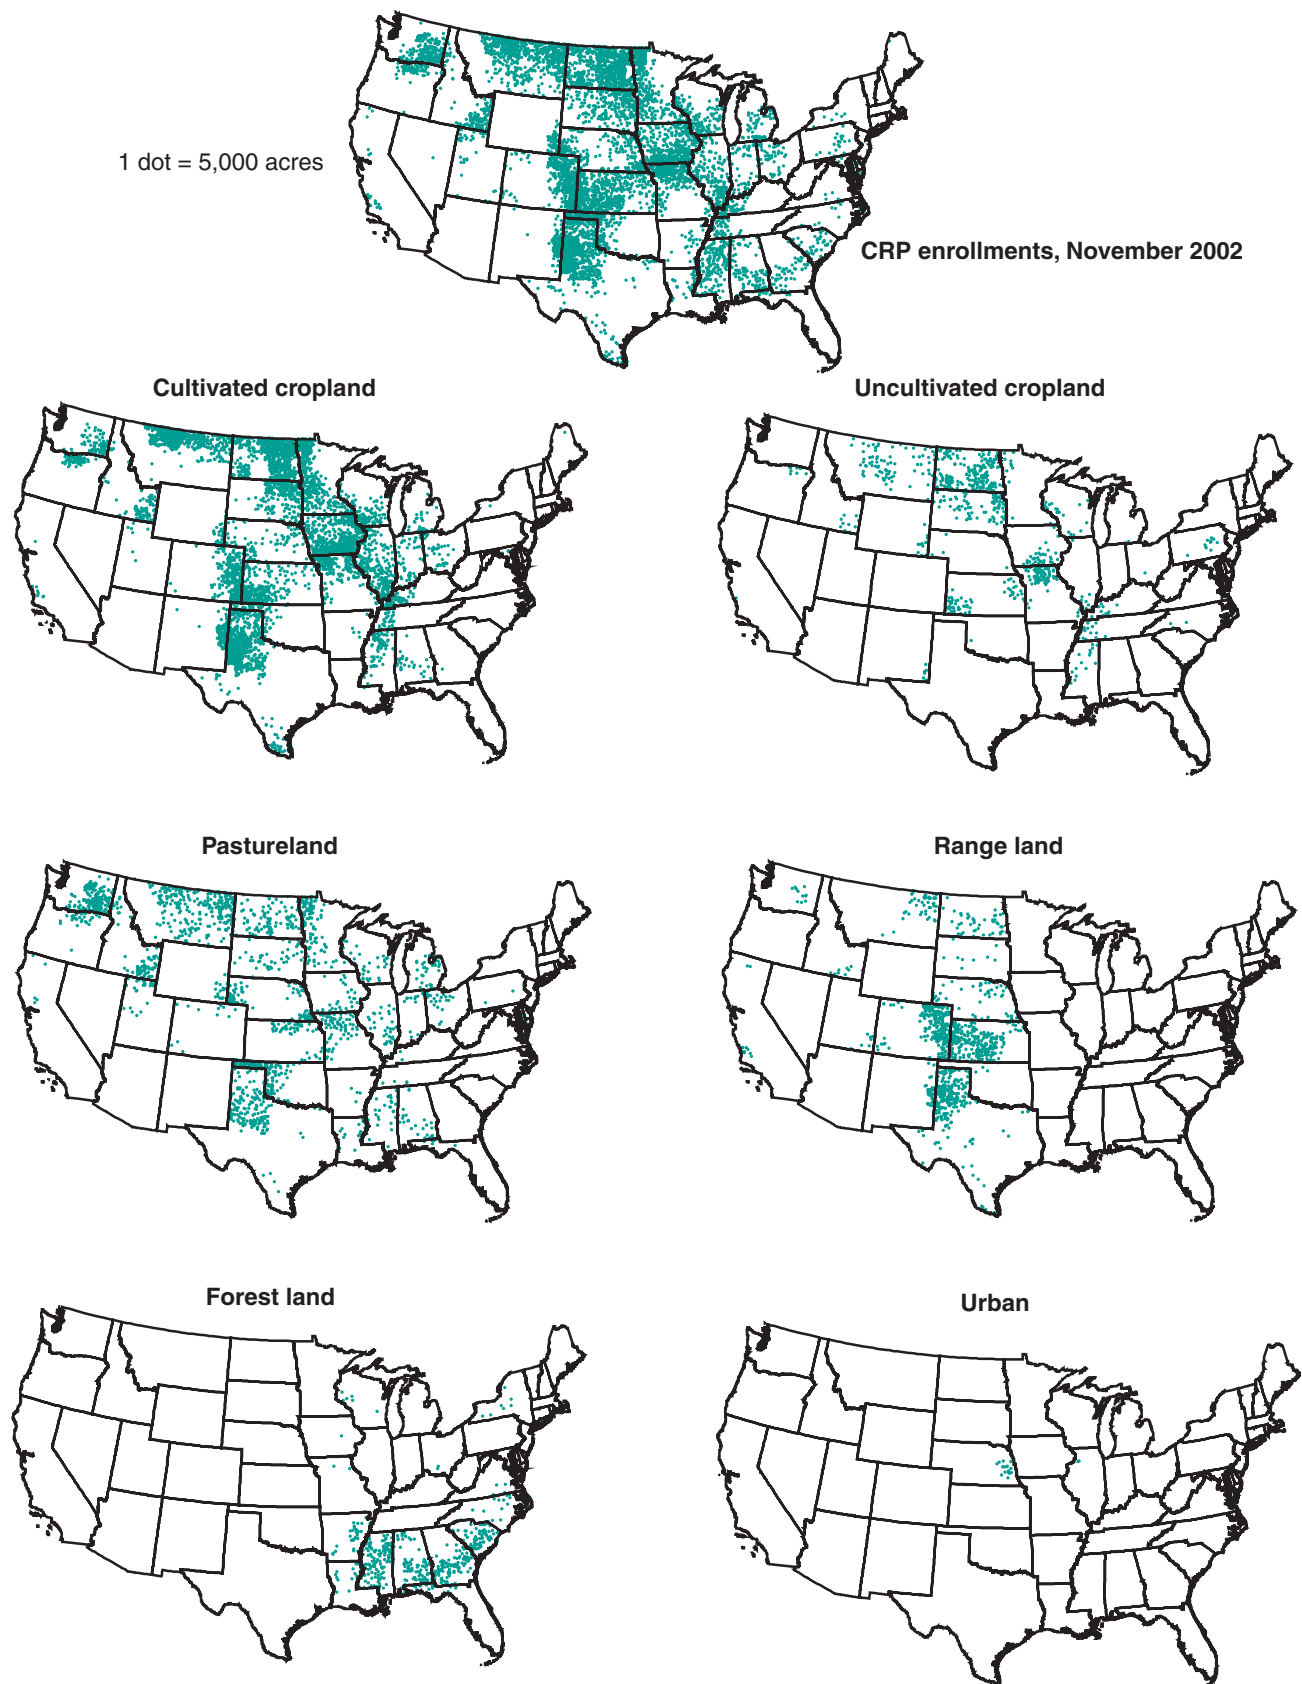 1 dot = 5,000 acres
CRP enrollments, November 2002
Cultivated cropland
Uncultivated cropland
Pastureland
Range land
Forest land
Urban